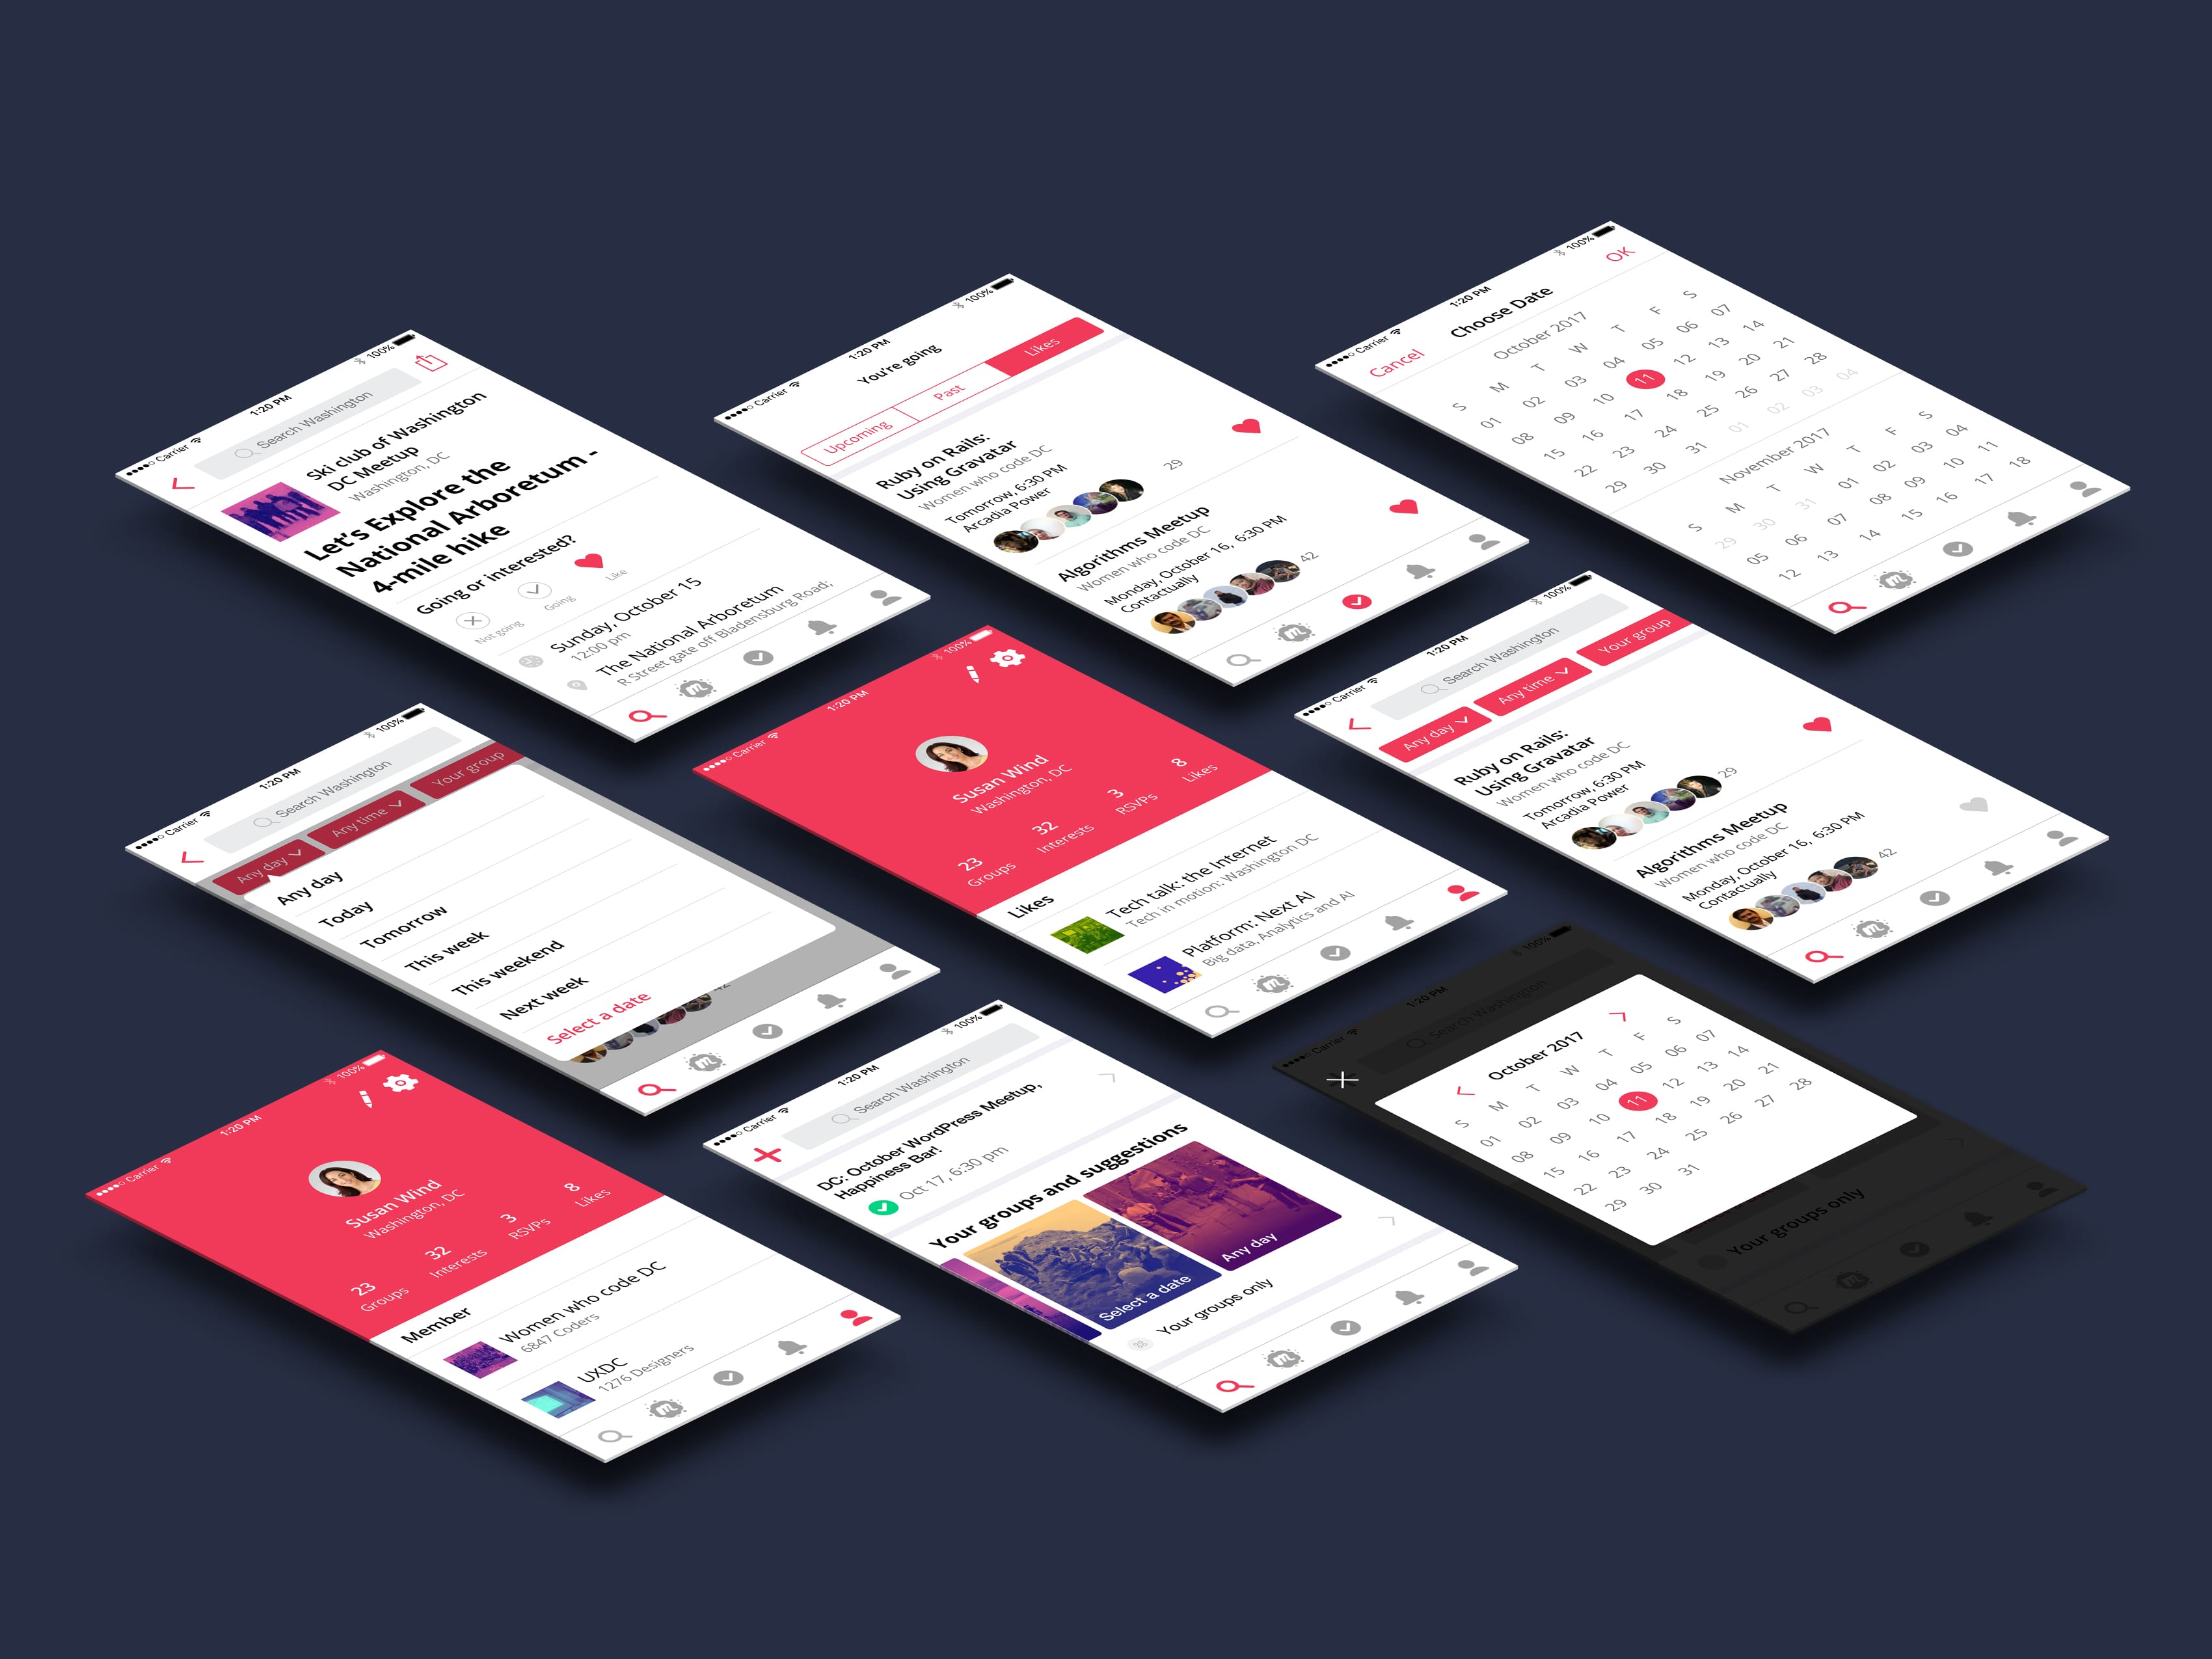 Carrier
1:20 PM
100%
Search Washington
Ski club of Washington
DC Meetup
Washington, DC
Let's Explore the
National Arboretum -
4-mile hike
Going or interested?
Not going
Going
Like
Sunday, October 15
12:00 pm
The National Arboretum
R Street gate off Bladensburg Road;
Carrier
1:20 PM
100%
You're going
Upcoming
Past
Likes
Ruby on Rails:
Using Gravatar
Women who code DC
Tomorrow, 6:30 PM
Arcadia Power
29
Algorithms Meetup
Women who code DC
Monday, October 16, 6:30 PM
Contactually
42
Carrier
1:20 PM
100%
Cancel
Choose Date
OK
October 2017
S M T W T F S
01 02 03 04 05 06 07
08 09 10 11 12 13 14
15 16 17 18 19 20 21
22 23 24 25 26 27 28
29 30 31 01 02 03 04
November 2017
S M T W T F S
29 30 31 01 02 03 04
05 06 07 08 09 10 11
12 13 14 15 16 17 18
Carrier
1:20 PM
100%
Search Washington
Any day
Any time
Your group
Any day
Today
Tomorrow
This week
This weekend
Next week
Select a date
42
Carrier
1:20 PM
100%
Susan Wind
Washington, DC
23
Groups
32
Interests
3
RSVPs
8
Likes
Likes
Tech talk: the Internet
Tech in motion: Washington DC
Platform: Next AI
Big data, Analytics and AI
Carrier
1:20 PM
100%
Search Washington
Any day
Any time
Your group
Ruby on Rails:
Using Gravatar
Women who code DC
Tomorrow, 6:30 PM
Arcadia Power
29
Algorithms Meetup
Women who code DC
Monday, October 16, 6:30 PM
Contactually
42
Carrier
1:20 PM
100%
Susan Wind
Washington, DC
23
Groups
32
Interests
3
RSVPs
8
Likes
Member
Women who code DC
6847 Coders
UXDC
1276 Designers
Carrier
1:20 PM
100%
Search Washington
DC: October WordPress Meetup,
Happiness Bar!
Oct 17, 6:30 pm
Your groups and suggestions
Select a date
Any day
Your groups only
Carrier
1:20 PM
100%
Search Washington
October 2017
S M T W T F S
01 02 03 04 05 06 07
08 09 10 11 12 13 14
15 16 17 18 19 20 21
22 23 24 25 26 27 28
29 30 31
Your groups only